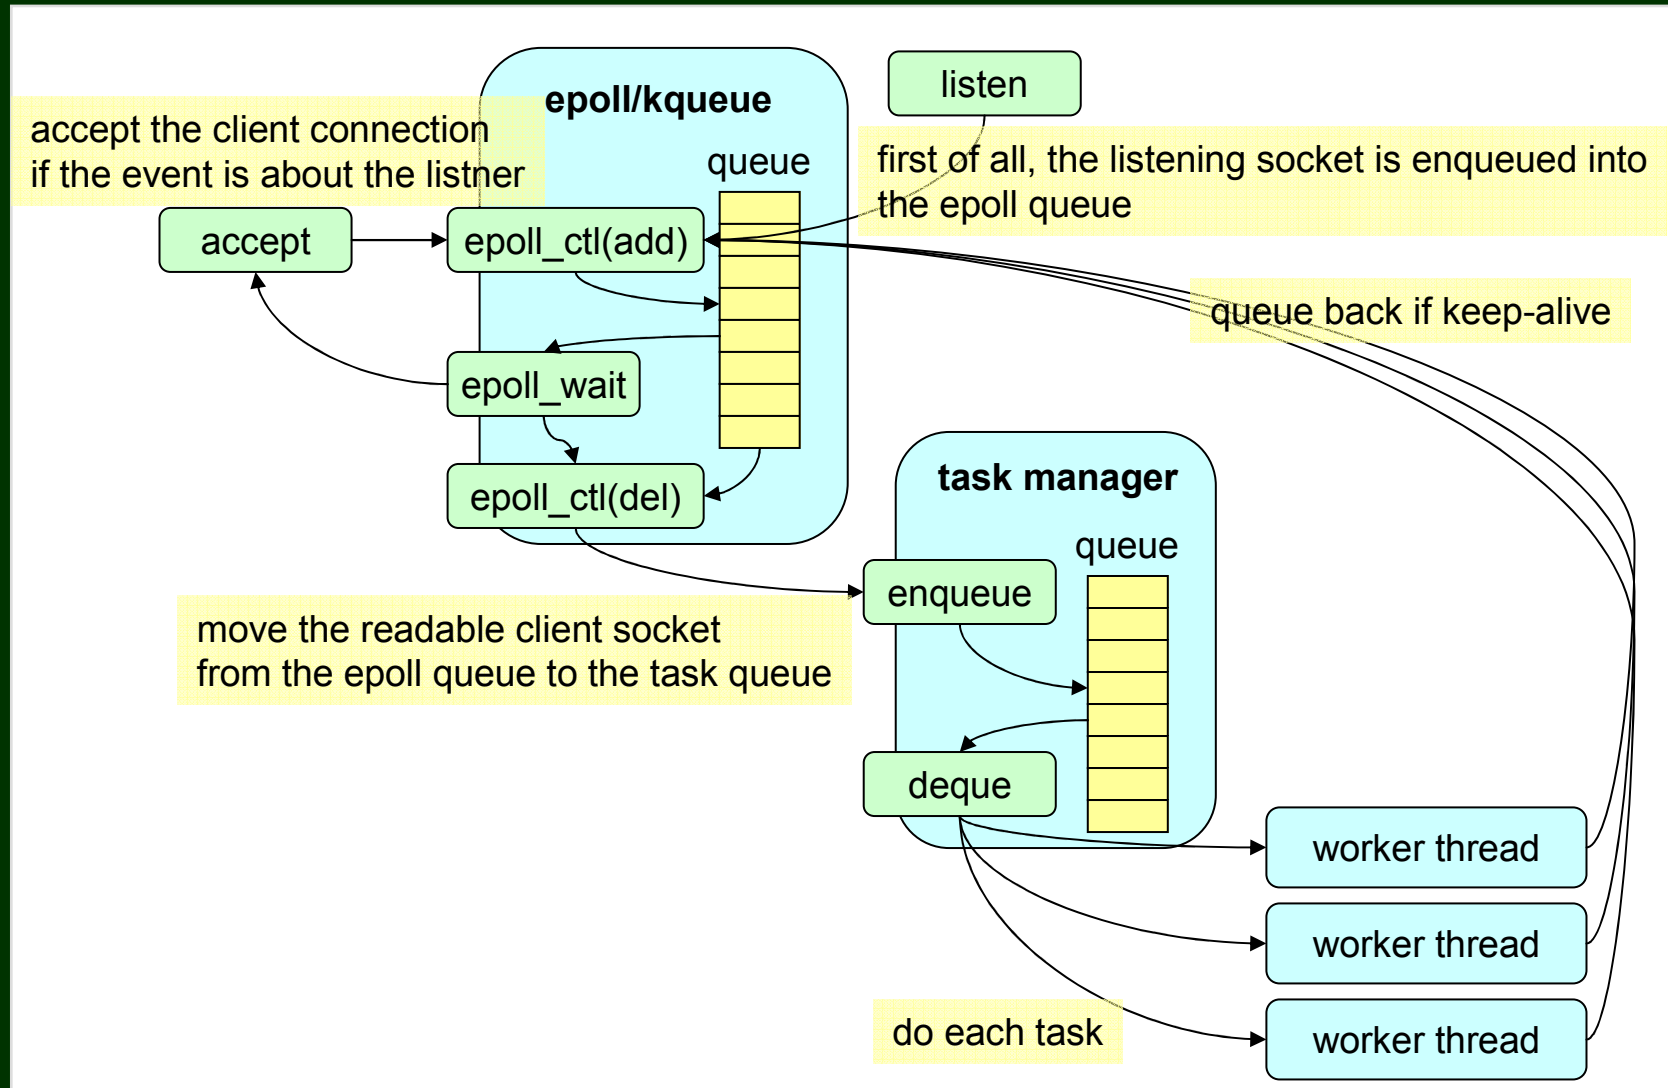 epoll/kqueue
listen
accept the client connection
if the event is about the listner
queue
first of all, the listening socket is enqueued into
the epoll queue
accept
epoll_ctl(add)
queue back if keep-alive
epoll_wait
epoll_ctl(del)
task manager
queue
enqueue
move the readable client socket
from the epoll queue to the task queue
deque
worker thread
worker thread
do each task
worker thread